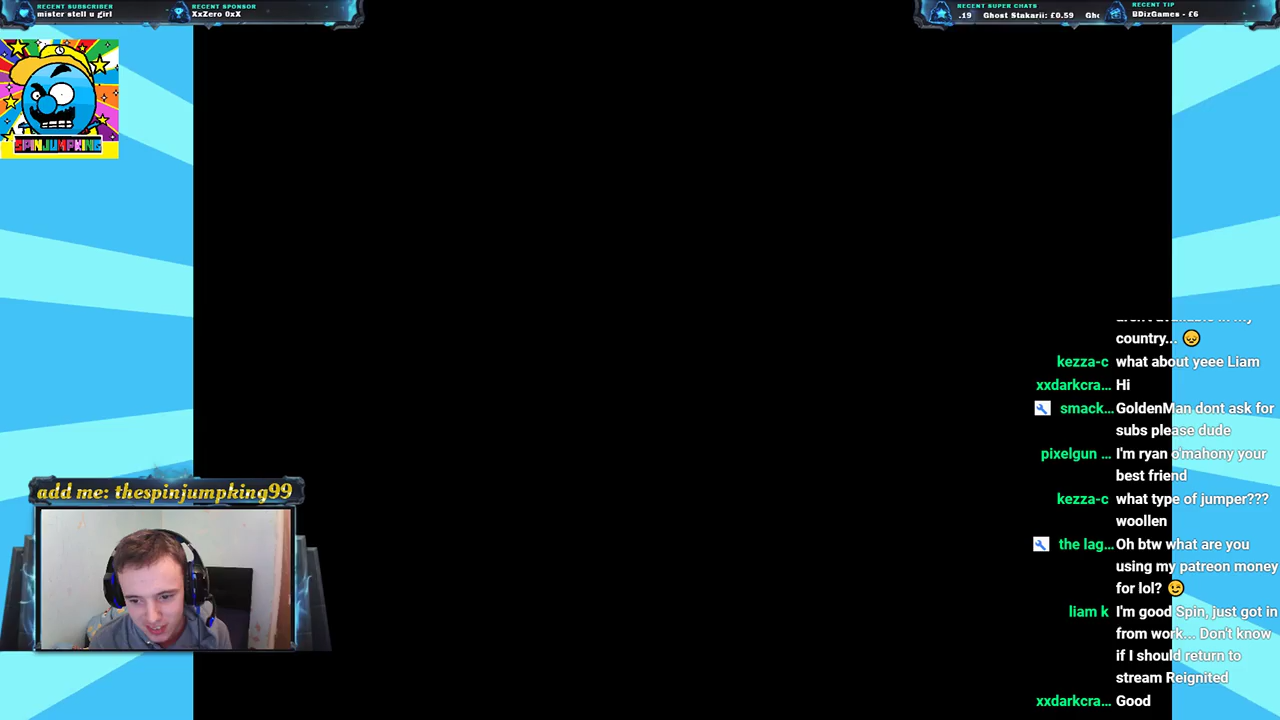 RECENT SUBSCRIBER
mister stell u girl
RECENT SPONSOR
XxZero 0xX
RECENT SUPER CHATS
.19 Ghost Stakarii: £0.59 Ghc
RECENT TIP
BDizGames - £6
SPINJUMPKING
country... 😞
kezza-c what about yeee Liam
xxdarkcra... Hi
smack... GoldenMan dont ask for
subs please dude
pixelgun ... I'm ryan o'mahony your
best friend
kezza-c what type of jumper???
woollen
the lag... Oh btw what are you
using my patreon money
for lol? 😉
liam k I'm good Spin, just got in
from work... Don't know
if I should return to
stream Reignited
xxdarkcra... Good
add me: thespinjumpking99